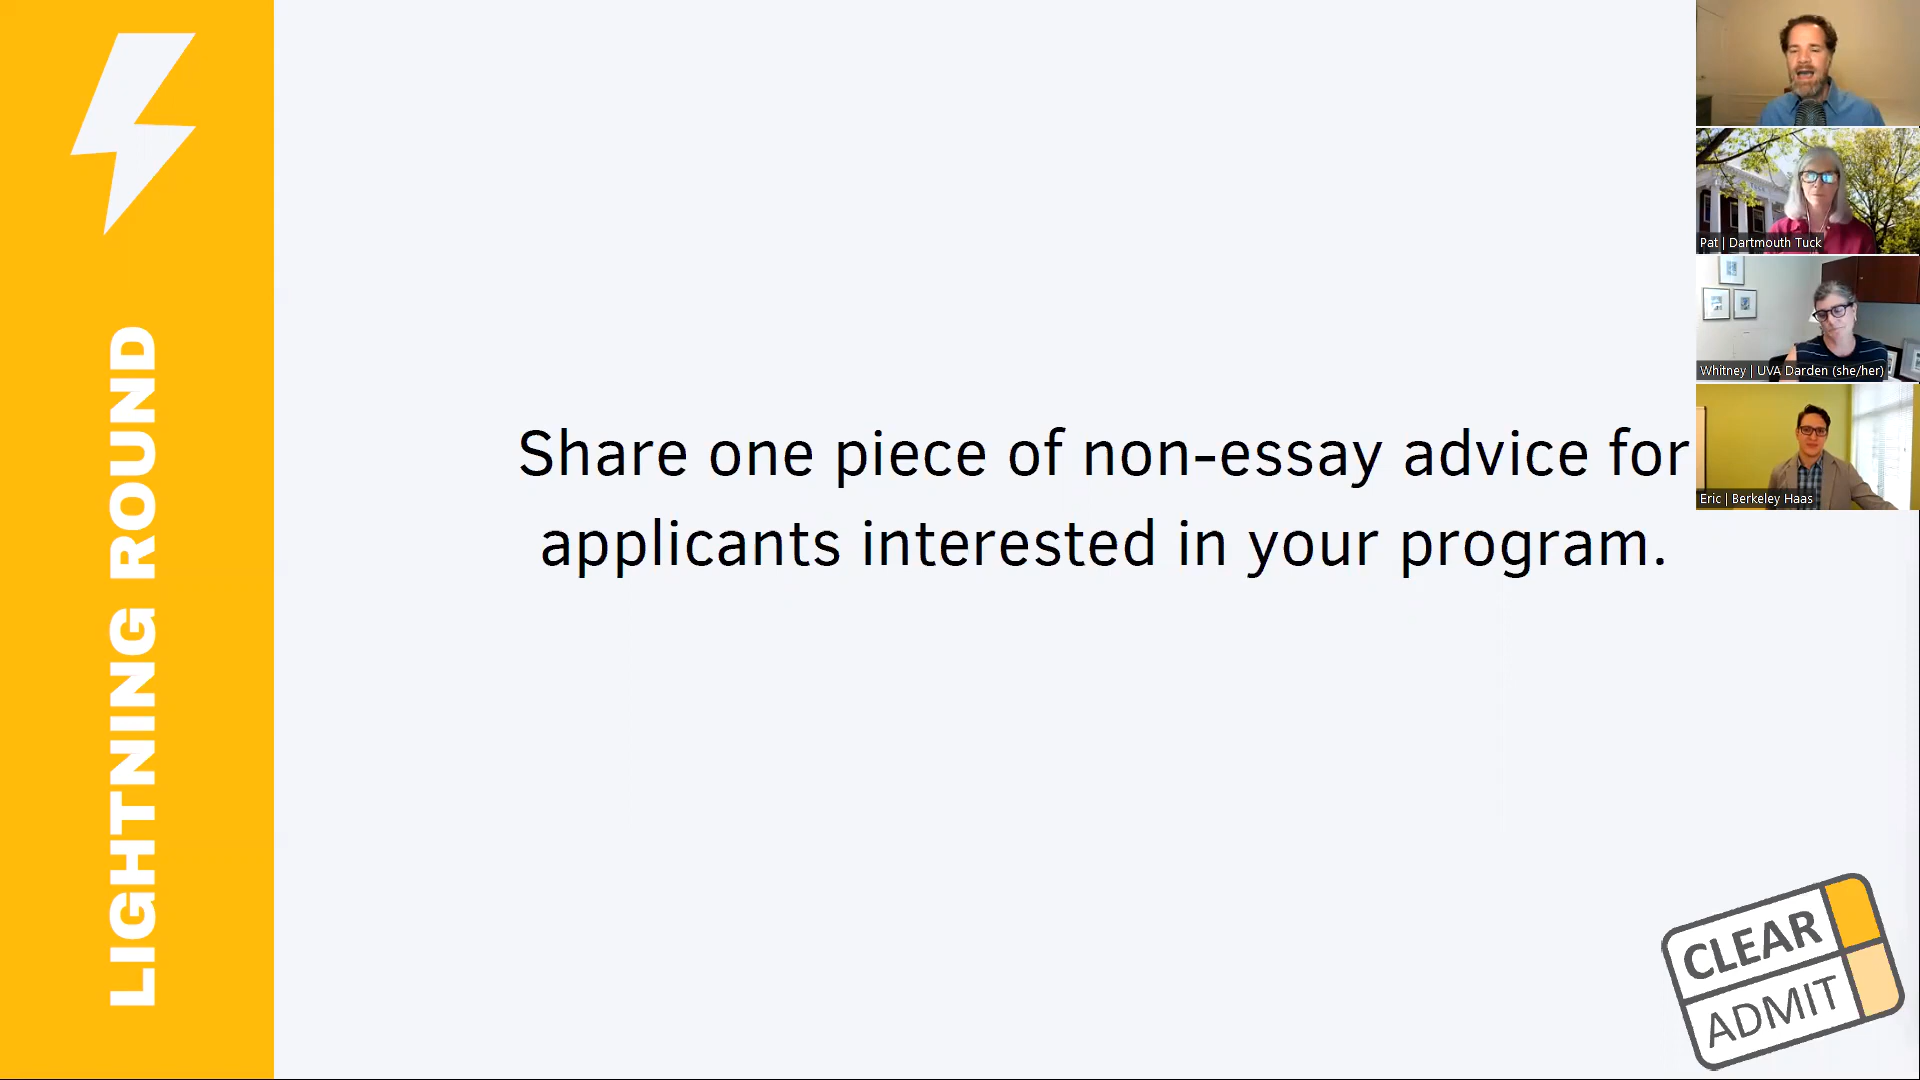 LIGHTNING ROUND
Share one piece of non-essay advice for
applicants interested in your program.
Pat | Dartmouth Tuck
Whitney | UVA Darden (she/her)
Eric | Berkeley Haas
CLEAR
ADMIT